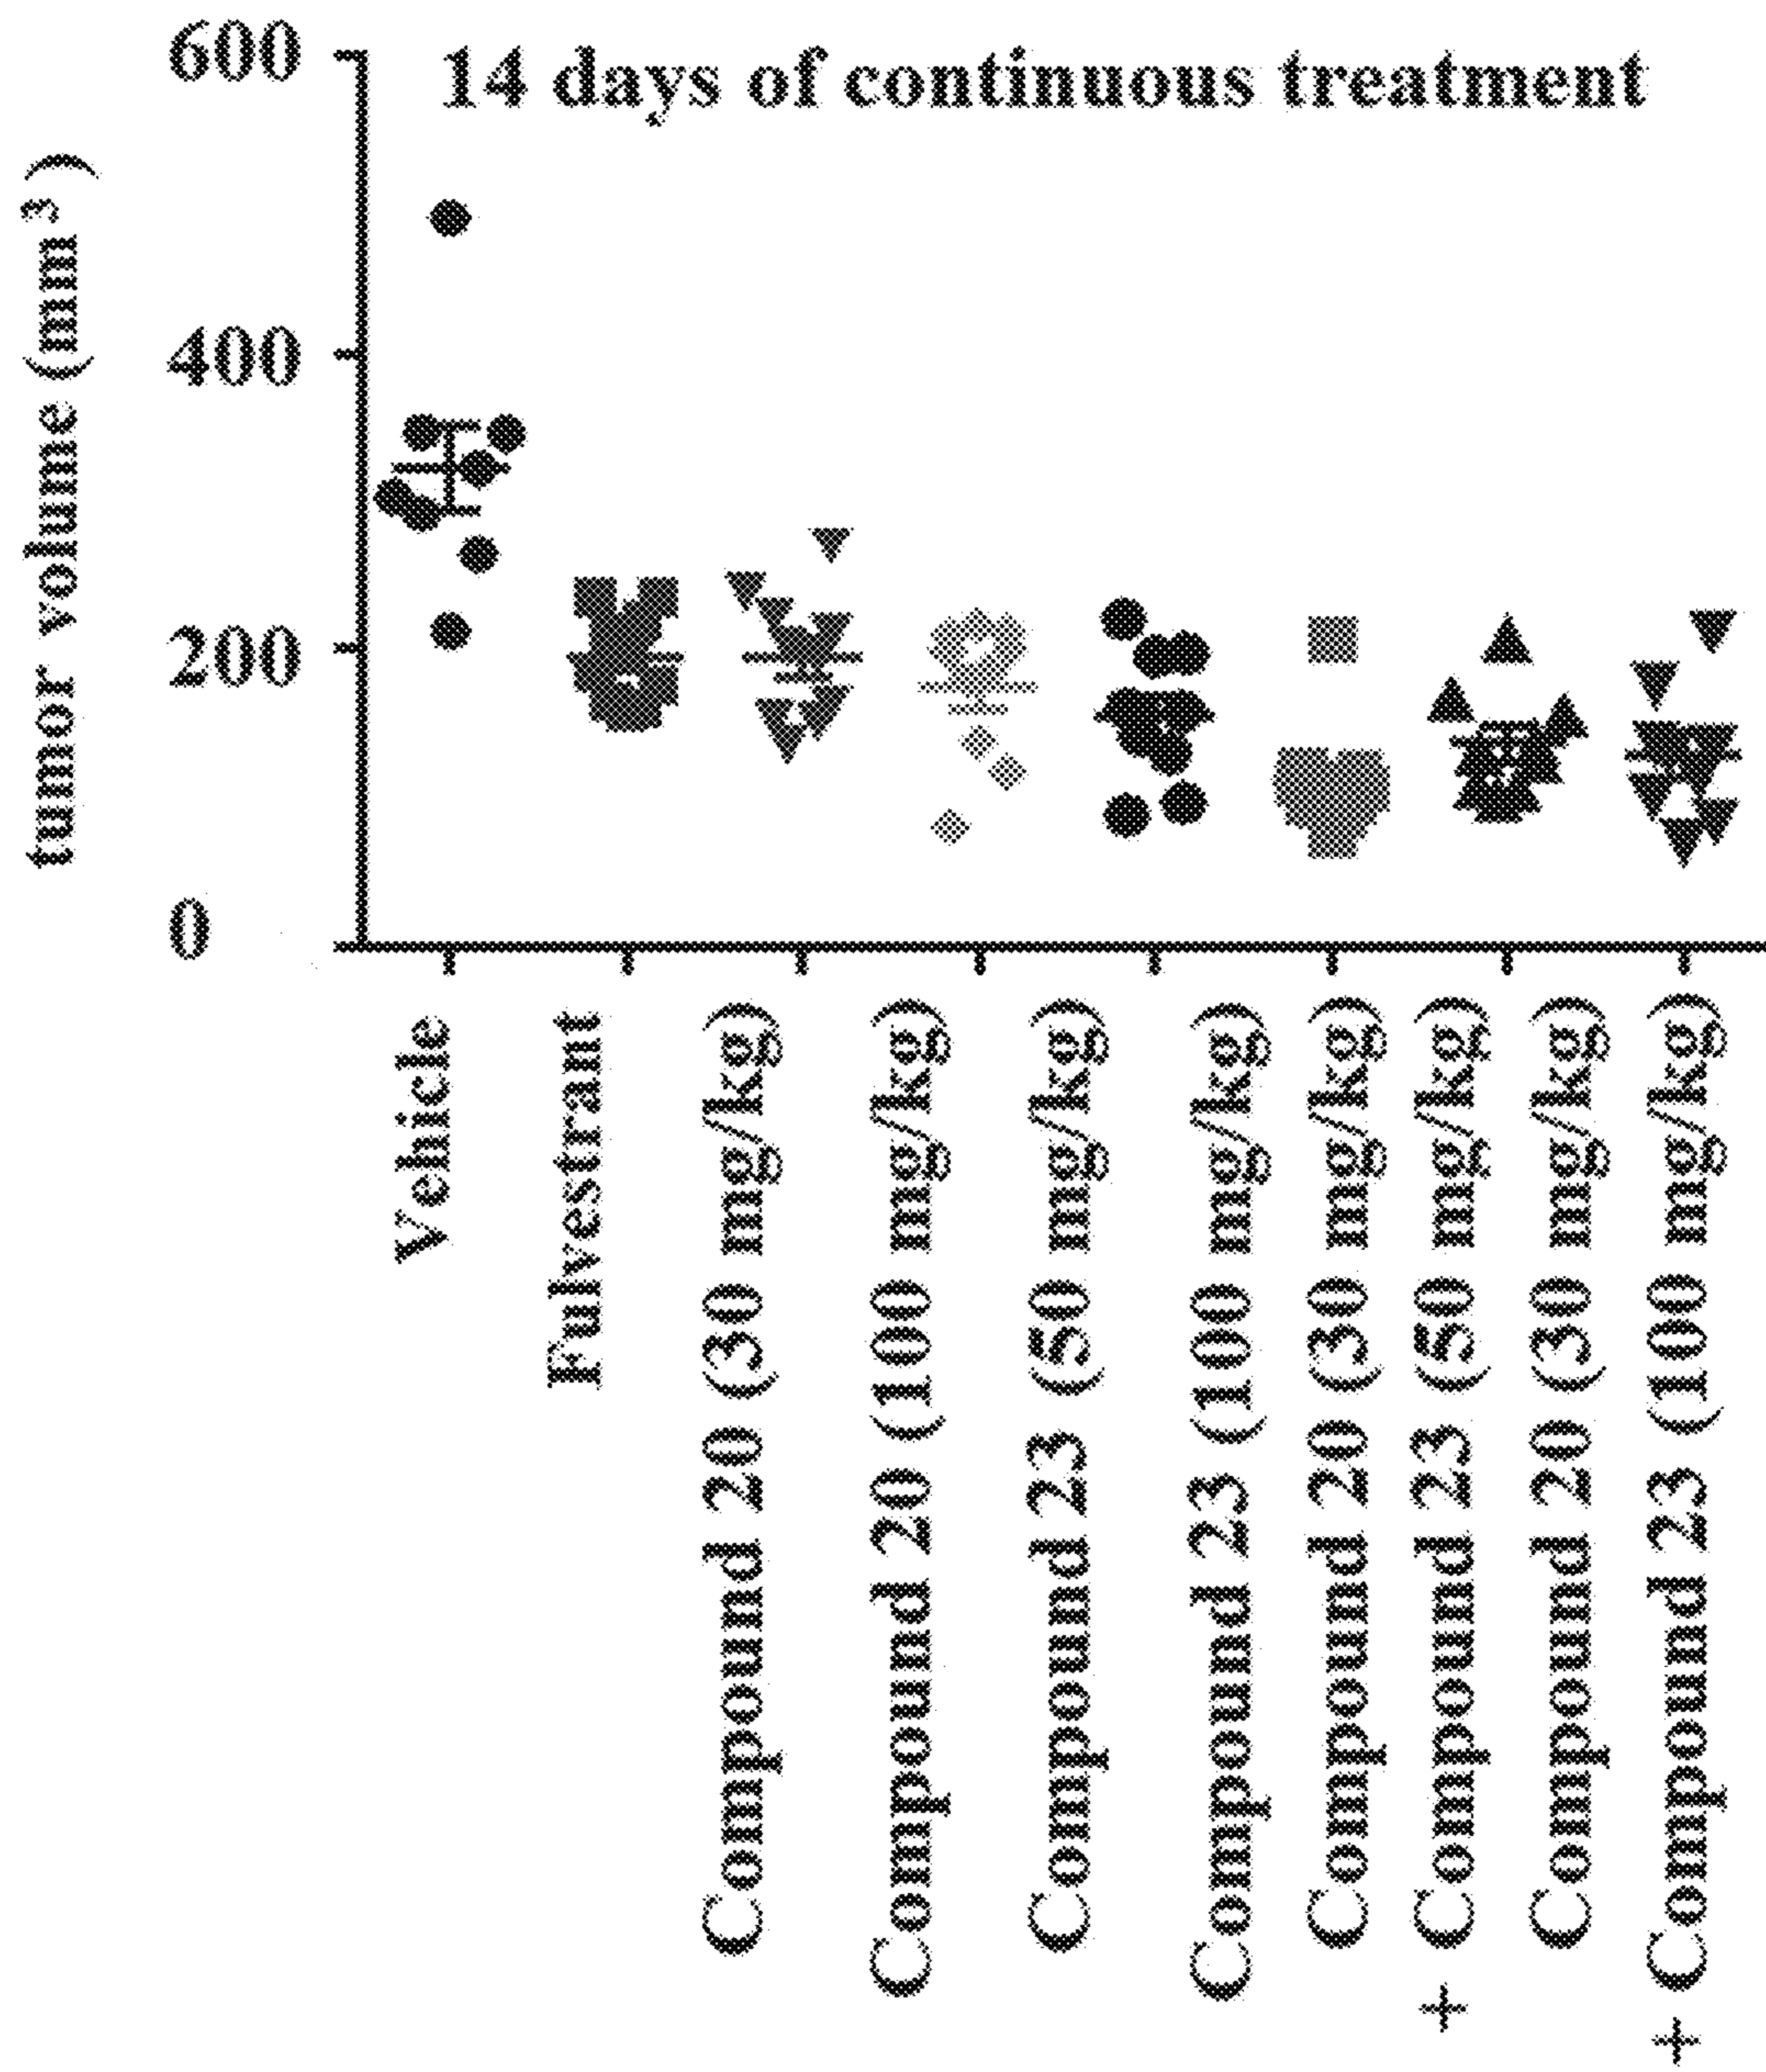 14 days of continuous treatment
tumor volume (mm³)
600
400
200
0
Vehicle
Fulvestrant
Compound 20 (30 mg/kg)
Compound 20 (100 mg/kg)
Compound 23 (50 mg/kg)
Compound 23 (100 mg/kg)
Compound 20 (30 mg/kg)
+ Compound 23 (50 mg/kg)
Compound 20 (30 mg/kg)
+ Compound 23 (100 mg/kg)